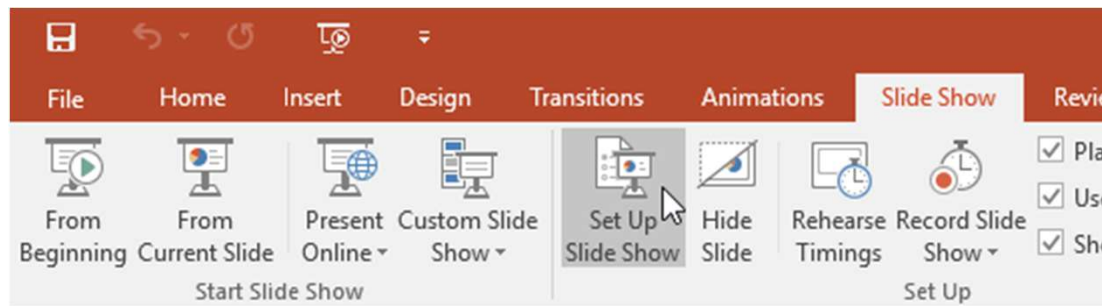 File Home Insert Design Transitions Animations Slide Show
From Beginning
From Current Slide
Present Online
Custom Slide Show
Set Up Slide Show
Hide Slide
Rehearse Timings
Record Slide Show
Start Slide Show
Set Up